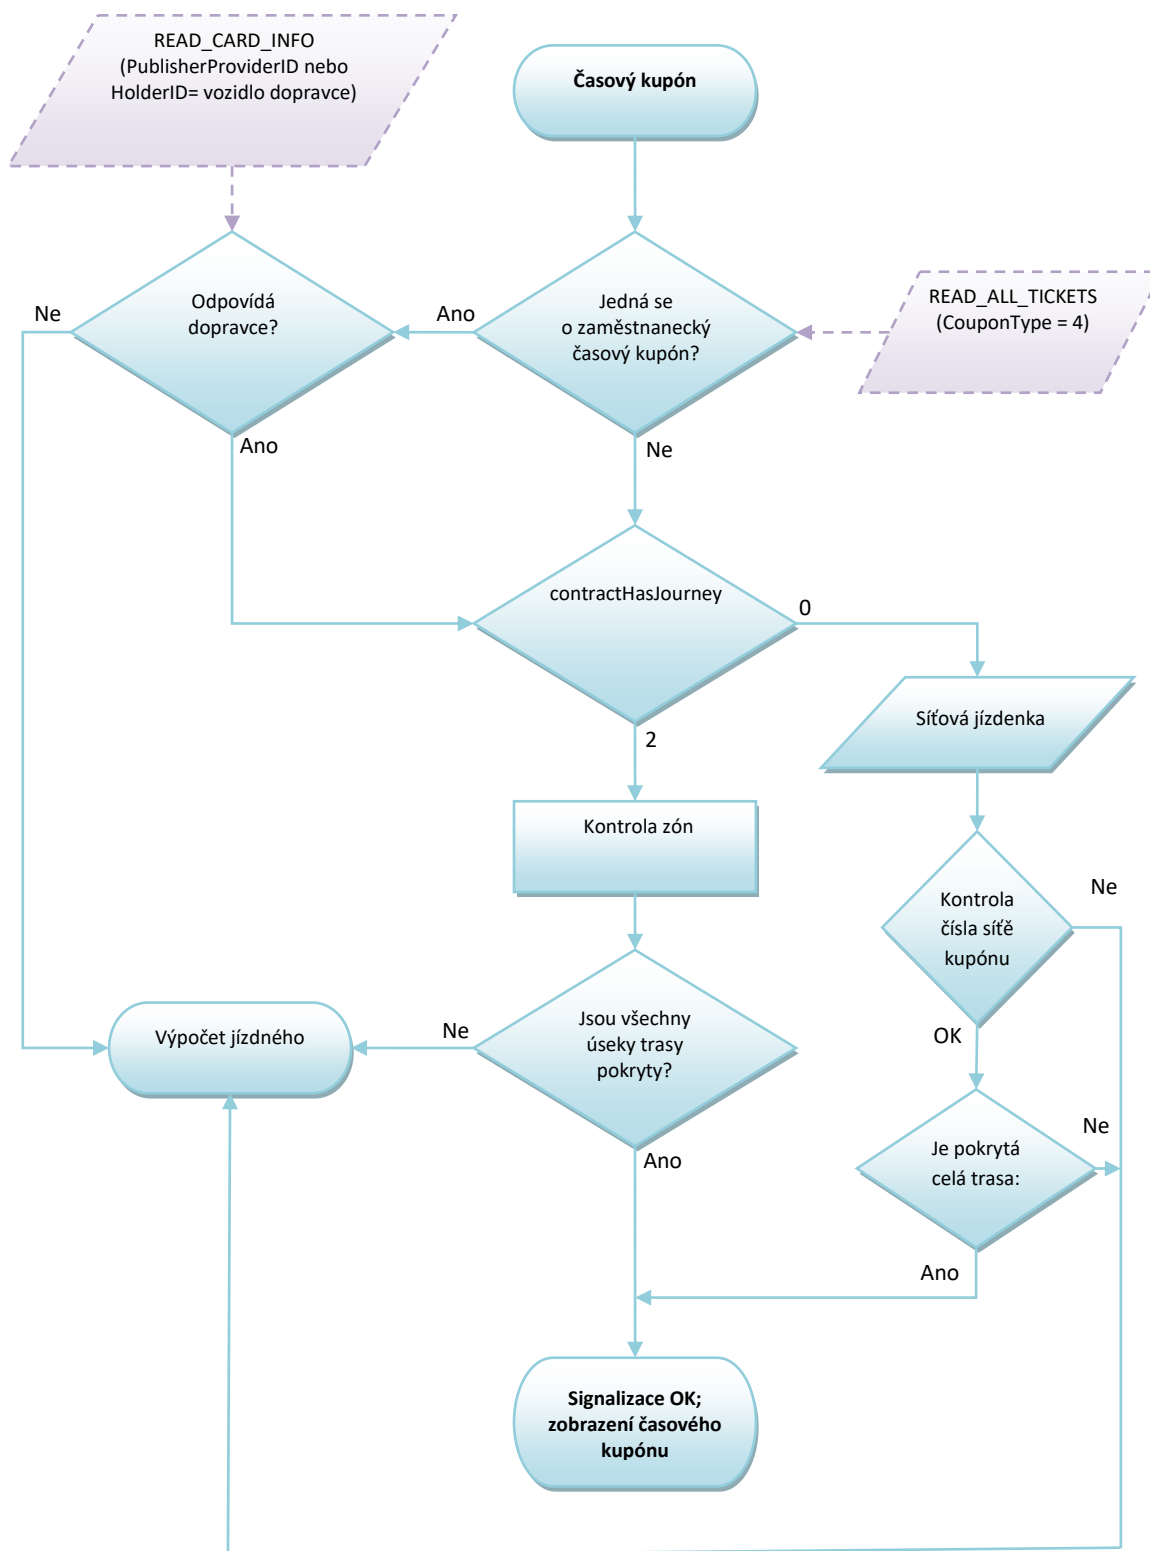 READ_CARD_INFO
(PublisherProviderID nebo
HolderID= vozidlo dopravce)
Časový kupón
Ne
Odpovídá
dopravce?
Ano
Jedná se
o zaměstnanecký
časový kupón?
READ_ALL_TICKETS
(CouponType = 4)
Ano
Ne
contractHasJourney
0
Síťová jízdenka
2
Kontrola zón
Kontrola
čísla síťě
kupónu
Ne
Výpočet jízdného
Ne
Jsou všechny
úseky trasy
pokryty?
OK
Ano
Je pokrytá
celá trasa:
Ne
Ano
Signalizace OK;
zobrazení časového
kupónu